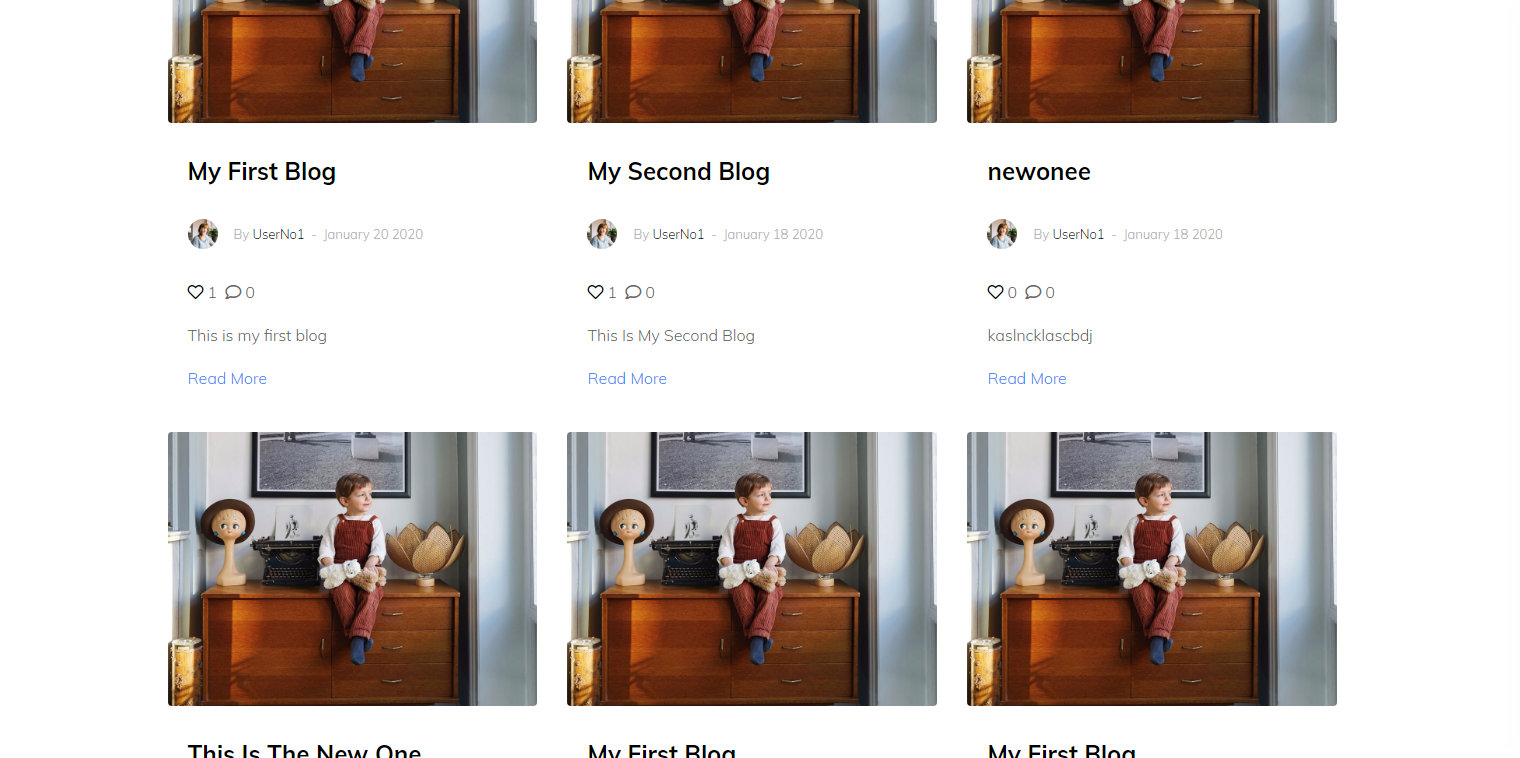 My First Blog
By UserNo1 - January 20 2020
1 0
This is my first blog
Read More
My Second Blog
By UserNo1 - January 18 2020
1 0
This Is My Second Blog
Read More
newonee
By UserNo1 - January 18 2020
0 0
kaslncklascbdj
Read More
This Is The New One
My First Blog
My First Blog